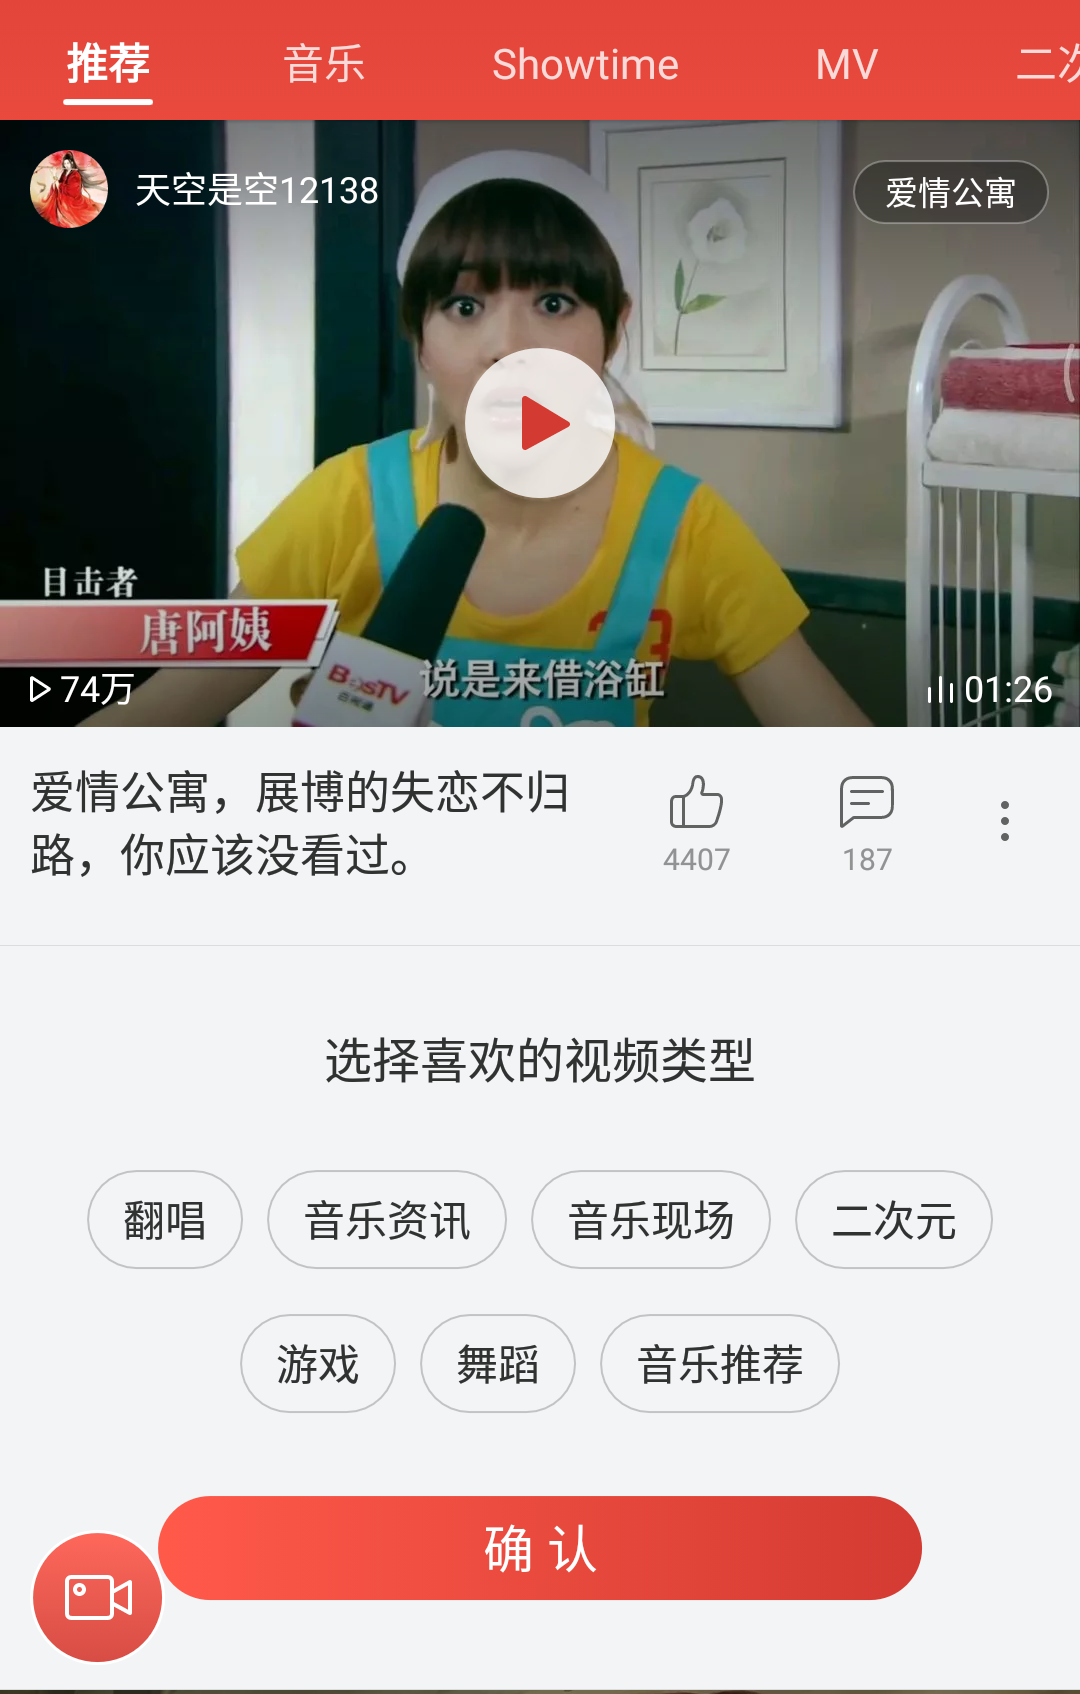 推荐 音乐 Showtime MV 二次
天空是空12138
爱情公寓
目击者
唐阿姨
BesTV
说是来借浴缸
74万
01:26
爱情公寓，展博的失恋不归
路，你应该没看过。
4407
187
选择喜欢的视频类型
翻唱 音乐资讯 音乐现场 二次元
游戏 舞蹈 音乐推荐
确 认